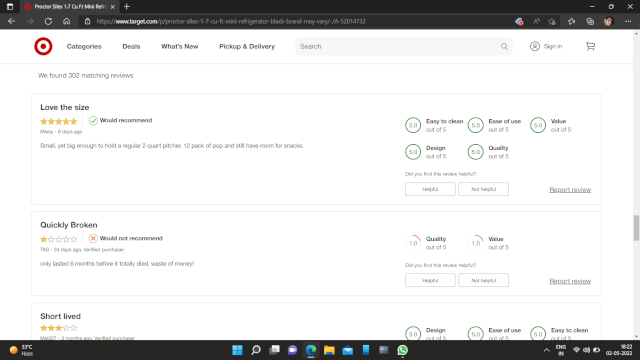 Proctor Silex 1.7 Cu Ft Mini Refri
https://www.target.com/p/proctor-silex-1-7-cu-ft-mini-refrigerator-black-brand-may-vary/-/A-52014732
Categories Deals What's New Pickup & Delivery Search Sign in
We found 302 matching reviews
Love the size
Would recommend
9 days ago
Small, yet big enough to hold a regular 2 quart pitcher, 12 pack of pop and still have room for snacks.
5.0 Easy to clean out of 5
5.0 Ease of use out of 5
5.0 Value out of 5
5.0 Design out of 5
5.0 Quality out of 5
Did you find this review helpful?
Helpful Not helpful Report review
Quickly Broken
Would not recommend
TAG - 24 days ago, Verified purchaser
only lasted 6 months before it totally died. waste of money!
1.0 Quality out of 5
1.0 Value out of 5
Did you find this review helpful?
Helpful Not helpful Report review
Short lived
3 months ago, Verified purchaser
5.0 Design out of 5
5.0 Ease of use out of 5
5.0 Easy to clean out of 5
33°C
Haze
ENG
IN
18:22
02-05-2022